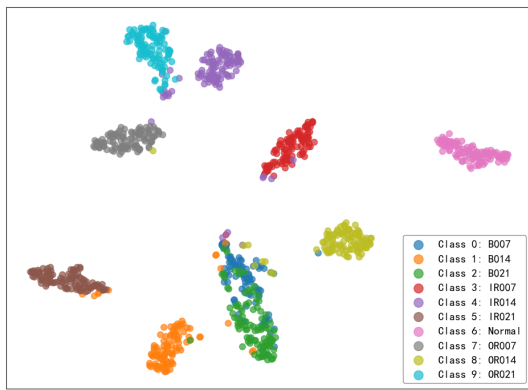 Class 0: B007
Class 1: B014
Class 2: B021
Class 3: IR007
Class 4: IR014
Class 5: IR021
Class 6: Normal
Class 7: OR007
Class 8: OR014
Class 9: OR021